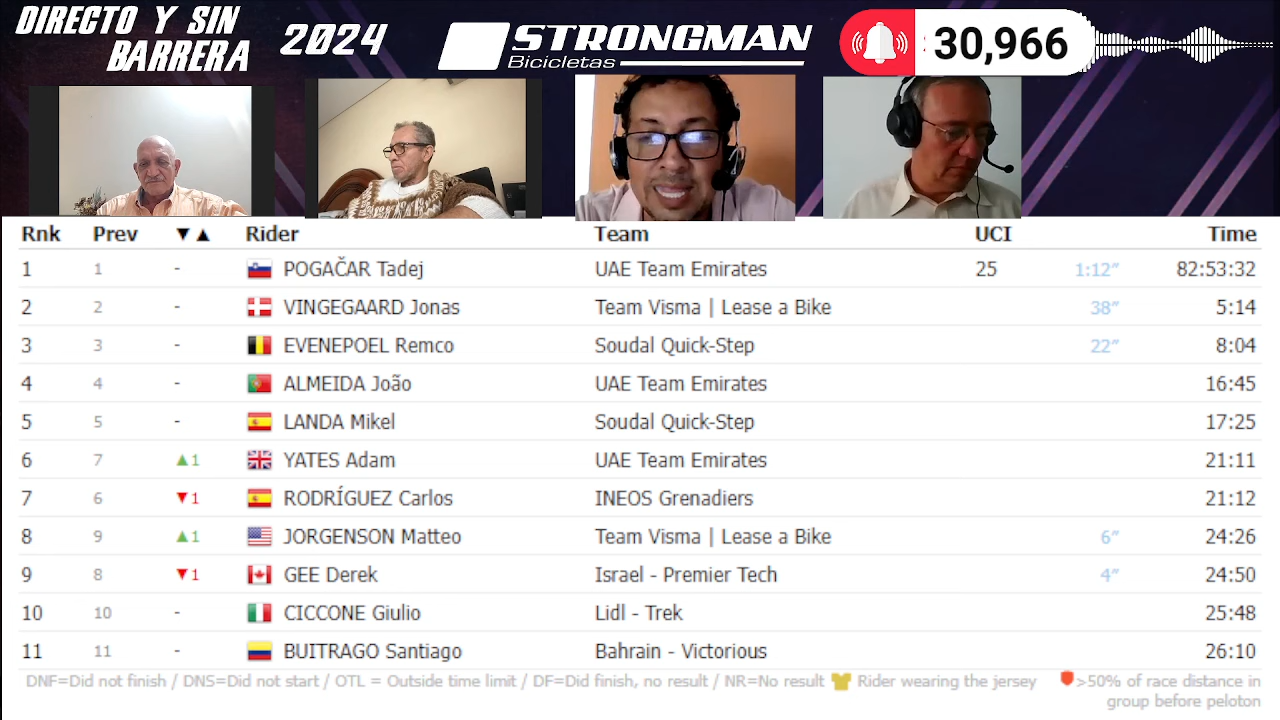 DIRECTO Y SIN
BARRERA
2024
STRONGMAN
Bicicletas
30,966
Rnk Prev ▼▲ Rider Team UCI Time
1 1 - POGAČAR Tadej UAE Team Emirates 25 1:12″ 82:53:32
2 2 - VINGEGAARD Jonas Team Visma | Lease a Bike 38″ 5:14
3 3 - EVENEPOEL Remco Soudal Quick-Step 22″ 8:04
4 4 - ALMEIDA João UAE Team Emirates 16:45
5 5 - LANDA Mikel Soudal Quick-Step 17:25
6 7 ▲1 YATES Adam UAE Team Emirates 21:11
7 6 ▼1 RODRÍGUEZ Carlos INEOS Grenadiers 21:12
8 9 ▲1 JORGENSON Matteo Team Visma | Lease a Bike 6″ 24:26
9 8 ▼1 GEE Derek Israel - Premier Tech 4″ 24:50
10 10 - CICCONE Giulio Lidl - Trek 25:48
11 11 - BUITRAGO Santiago Bahrain - Victorious 26:10
DNF=Did not finish / DNS=Did not start / OTL = Outside time limit / DF=Did finish, no result / NR=No result Rider wearing the jersey >50% of race distance in
group before peloton